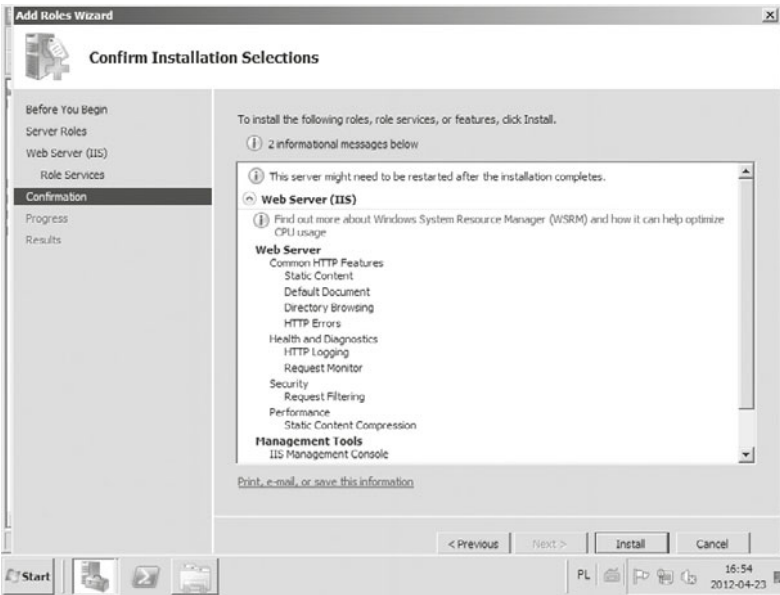 Add Roles Wizard
Confirm Installation Selections
Before You Begin
Server Roles
Web Server (IIS)
Role Services
Confirmation
Progress
Results
To install the following roles, role services, or features, click Install.
2 informational messages below
This server might need to be restarted after the installation completes.
Web Server (IIS)
Find out more about Windows System Resource Manager (WSRM) and how it can help optimize
CPU usage
Web Server
Common HTTP Features
Static Content
Default Document
Directory Browsing
HTTP Errors
Health and Diagnostics
HTTP Logging
Request Monitor
Security
Request Filtering
Performance
Static Content Compression
Management Tools
IIS Management Console
Print, e-mail, or save this information
< Previous
Next >
Install
Cancel
Start
PL
16:54
2012-04-23